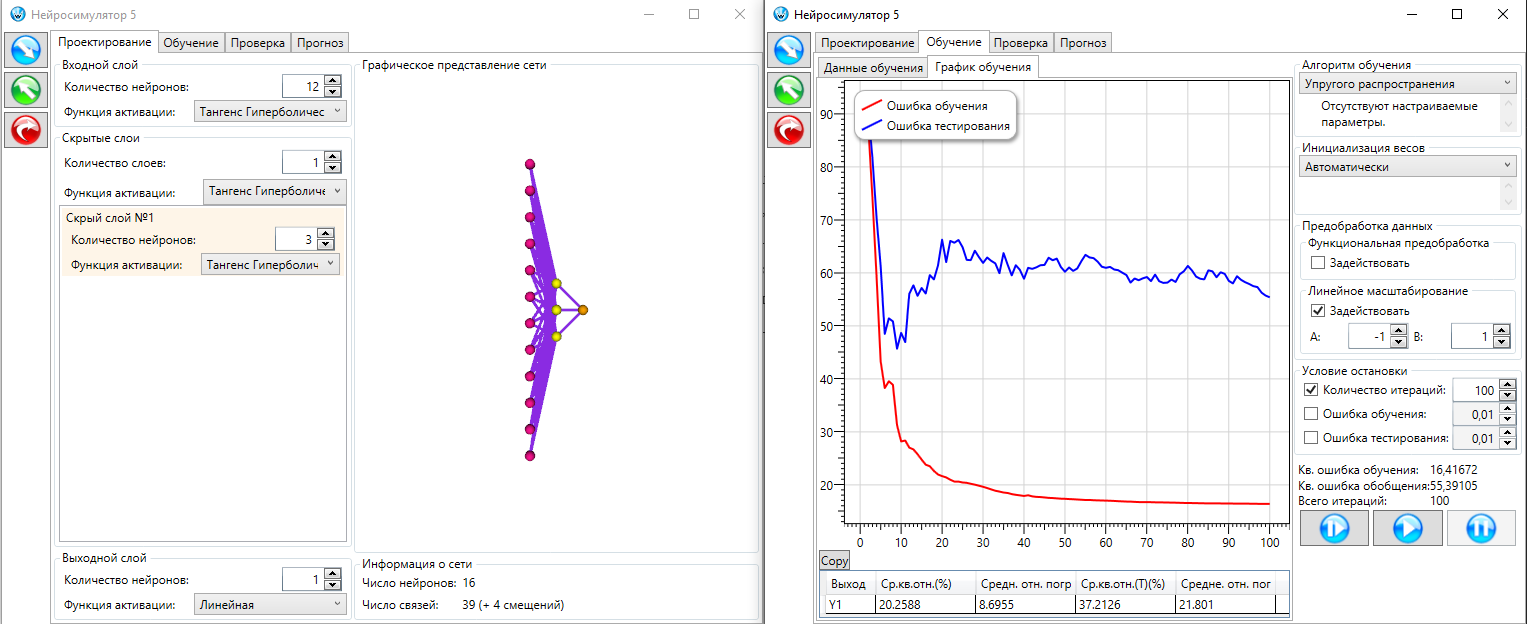 Нейросимулятор 5
Проектирование Обучение Проверка Прогноз
Входной слой
Количество нейронов: 12
Функция активации: Тангенс Гиперболичес
Скрытые слои
Количество слоев: 1
Функция активации: Тангенс Гиперболиче
Скрый слой №1
Количество нейронов: 3
Функция активации: Тангенс Гиперболич
Выходной слой
Количество нейронов: 1
Функция активации: Линейная
Графическое представление сети
Информация о сети
Число нейронов: 16
Число связей: 39 (+ 4 смещений)
Нейросимулятор 5
Проектирование Обучение Проверка Прогноз
Данные обучения График обучения
Ошибка обучения
Ошибка тестирования
90
80
70
60
50
40
30
20
0 10 20 30 40 50 60 70 80 90 100
Copy
Выход Ср.кв.отн.(%) Средн. отн. погр Ср.кв.отн.(Т)(%) Средне. отн. пог
Y1 20.2588 8.6955 37.2126 21.801
Алгоритм обучения
Упругого распространения
Отсутствуют настраиваемые
параметры.
Инициализация весов
Автоматически
Предобработка данных
Функциональная предобработка
Задействовать
Линейное масштабирование
Задействовать
A: -1 B: 1
Условие остановки
Количество итераций: 100
Ошибка обучения: 0,01
Ошибка тестирования: 0,01
Кв. ошибка обучения: 16,41672
Кв. ошибка обобщения:55,39105
Всего итераций: 100